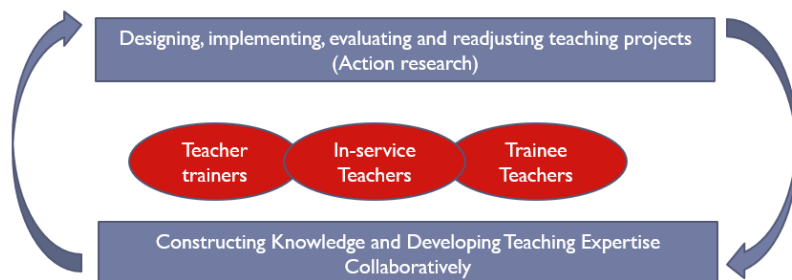 Designing, implementing, evaluating and readjusting teaching projects
(Action research)
Teacher
trainers
In-service
Teachers
Trainee
Teachers
Constructing Knowledge and Developing Teaching Expertise
Collaboratively